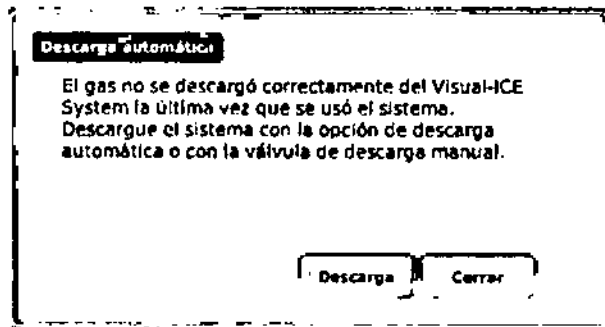 Descarga automática
El gas no se descargó correctamente del Visual-ICE
System la última vez que se usó el sistema.
Descargue el sistema con la opción de descarga
automática o con la válvula de descarga manual.
Descarga
Cerrar